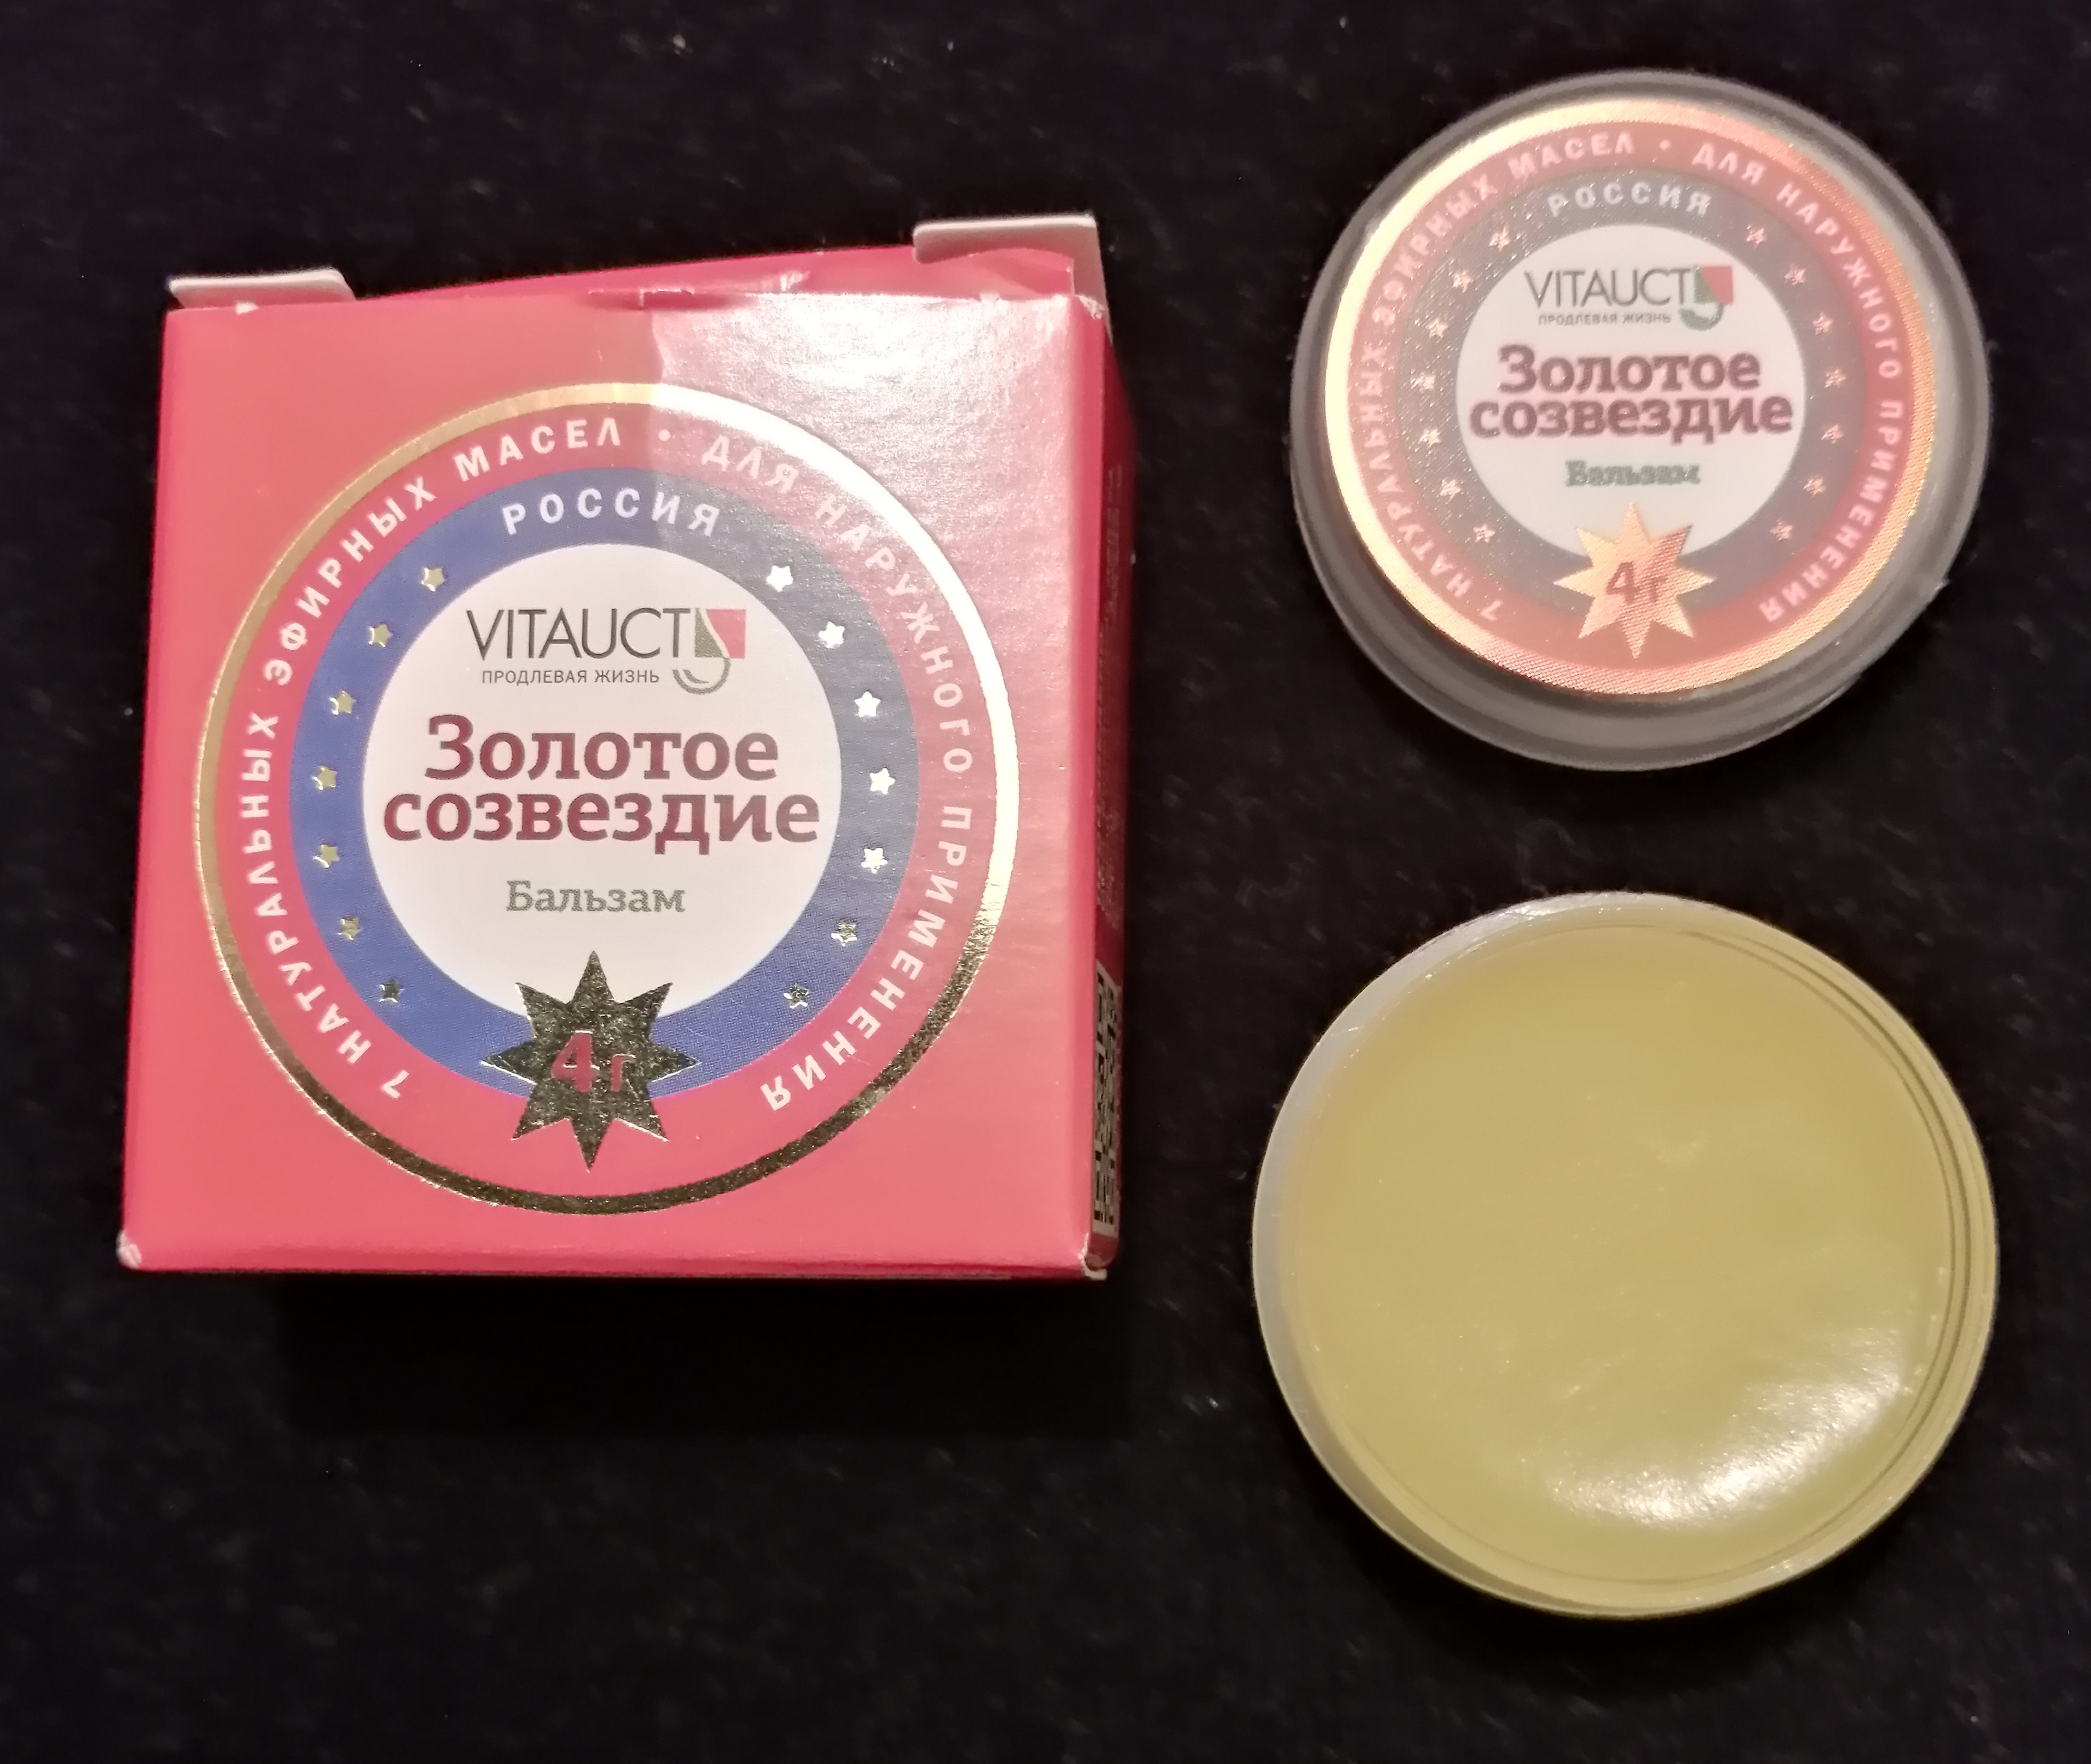 7 НАТУРАЛЬНЫХ ЭФИРНЫХ МАСЕЛ • ДЛЯ НАРУЖНОГО ПРИМЕНЕНИЯ
РОССИЯ
VITAUCT
ПРОДЛЕВАЯ ЖИЗНЬ
Золотое
созвездие
Бальзам
4г
7 НАТУРАЛЬНЫХ ЭФИРНЫХ МАСЕЛ • ДЛЯ НАРУЖНОГО ПРИМЕНЕНИЯ
РОССИЯ
VITAUCT
ПРОДЛЕВАЯ ЖИЗНЬ
Золотое
созвездие
Бальзам
4г